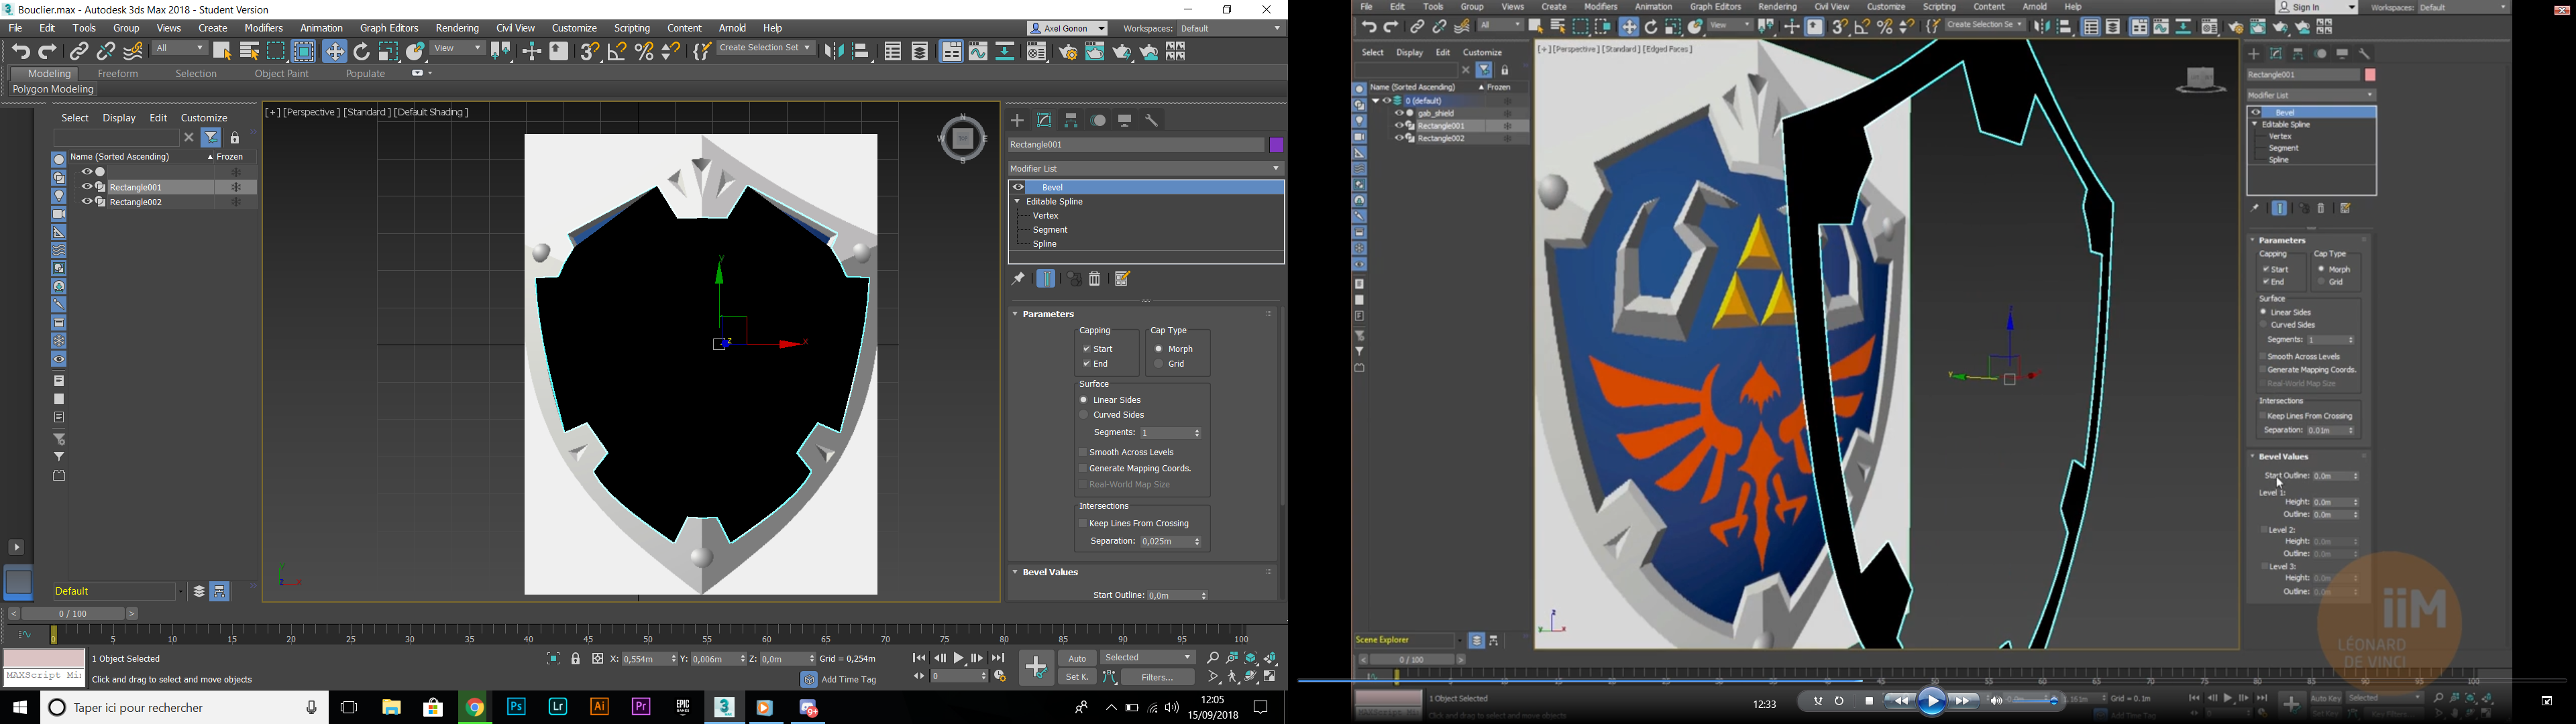 Bouclier.max - Autodesk 3ds Max 2018 - Student Version
File Edit Tools Group Views Create Modifiers Animation Graph Editors Rendering Civil View Customize Scripting Content Arnold Help
Axel Gonon
Workspaces: Default
All
View
Create Selection Set
Modeling Freeform Selection Object Paint Populate
Polygon Modeling
Select Display Edit Customize
Name (Sorted Ascending) Frozen
Rectangle001
Rectangle002
Default
[+] [Perspective ] [Standard ] [Default Shading ]
N
W E
S
y
z x
Rectangle001
Modifier List
Bevel
Editable Spline
Vertex
Segment
Spline
Parameters
Capping Cap Type
Start Morph
End Grid
Surface
Linear Sides
Curved Sides
Segments: 1
Smooth Across Levels
Generate Mapping Coords.
Real-World Map Size
Intersections
Keep Lines From Crossing
Separation: 0,025m
Bevel Values
Start Outline: 0,0m
0 / 100
0 5 10 15 20 25 30 35 40 45 50 55 60 65 70 75 80 85 90 95 100
1 Object Selected
X: 0,554m Y: 0,006m Z: 0,0m Grid = 0,254m
Auto Selected
MAXScript Mi
Click and drag to select and move objects
Add Time Tag
0
Set K. Filters...
Taper ici pour rechercher
Ps Lr Ai Pr EPIC GAMES 3
12:05
15/09/2018
File Edit Tools Group Views Create Modifiers Animation Graph Editors Rendering Civil View Customize Scripting Content Arnold Help
Sign In
Workspaces: Default
All
View
Create Selection Se
Select Display Edit Customize
Name (Sorted Ascending) Frozen
0 (default)
gab_shield
Rectangle001
Rectangle002
Scene Explorer
[+] [Perspective ] [Standard ] [Edged Faces ]
Rectangle001
Modifier List
Bevel
Editable Spline
Vertex
Segment
Spline
Parameters
Capping Cap Type
Start Morph
End Grid
Surface
Linear Sides
Curved Sides
Segments: 1
Smooth Across Levels
Generate Mapping Coords.
Real-World Map Size
Intersections
Keep Lines From Crossing
Separation: 0.01m
Bevel Values
Start Outline: 0.0m
Level 1:
Height: 0.0m
Outline: 0.0m
Level 2:
Height: 0.0m
Outline: 0.0m
Level 3:
Height: 0.0m
Outline: 0.0m
iiM
LÉONARD
DE VINCI
0 / 100
1 Object Selected
Grid = 0.1m
Auto Key Selected
Click and drag to select and move objects
Add Time Tag
12:33